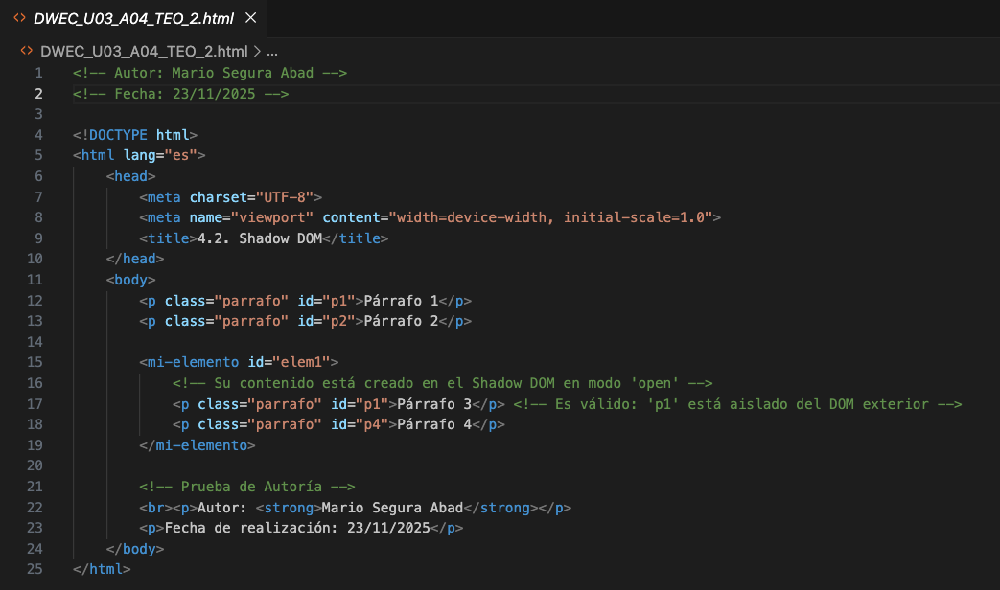 DWEC_U03_A04_TEO_2.html
DWEC_U03_A04_TEO_2.html > ...
1 <!-- Autor: Mario Segura Abad -->
2 <!-- Fecha: 23/11/2025 -->
3
4 <!DOCTYPE html>
5 <html lang="es">
6 <head>
7 <meta charset="UTF-8">
8 <meta name="viewport" content="width=device-width, initial-scale=1.0">
9 <title>4.2. Shadow DOM</title>
10 </head>
11 <body>
12 <p class="parrafo" id="p1">Párrafo 1</p>
13 <p class="parrafo" id="p2">Párrafo 2</p>
14
15 <mi-elemento id="elem1">
16 <!-- Su contenido está creado en el Shadow DOM en modo 'open' -->
17 <p class="parrafo" id="p1">Párrafo 3</p> <!-- Es válido: 'p1' está aislado del DOM exterior -->
18 <p class="parrafo" id="p4">Párrafo 4</p>
19 </mi-elemento>
20
21 <!-- Prueba de Autoría -->
22 <br><p>Autor: <strong>Mario Segura Abad</strong></p>
23 <p>Fecha de realización: 23/11/2025</p>
24 </body>
25 </html>